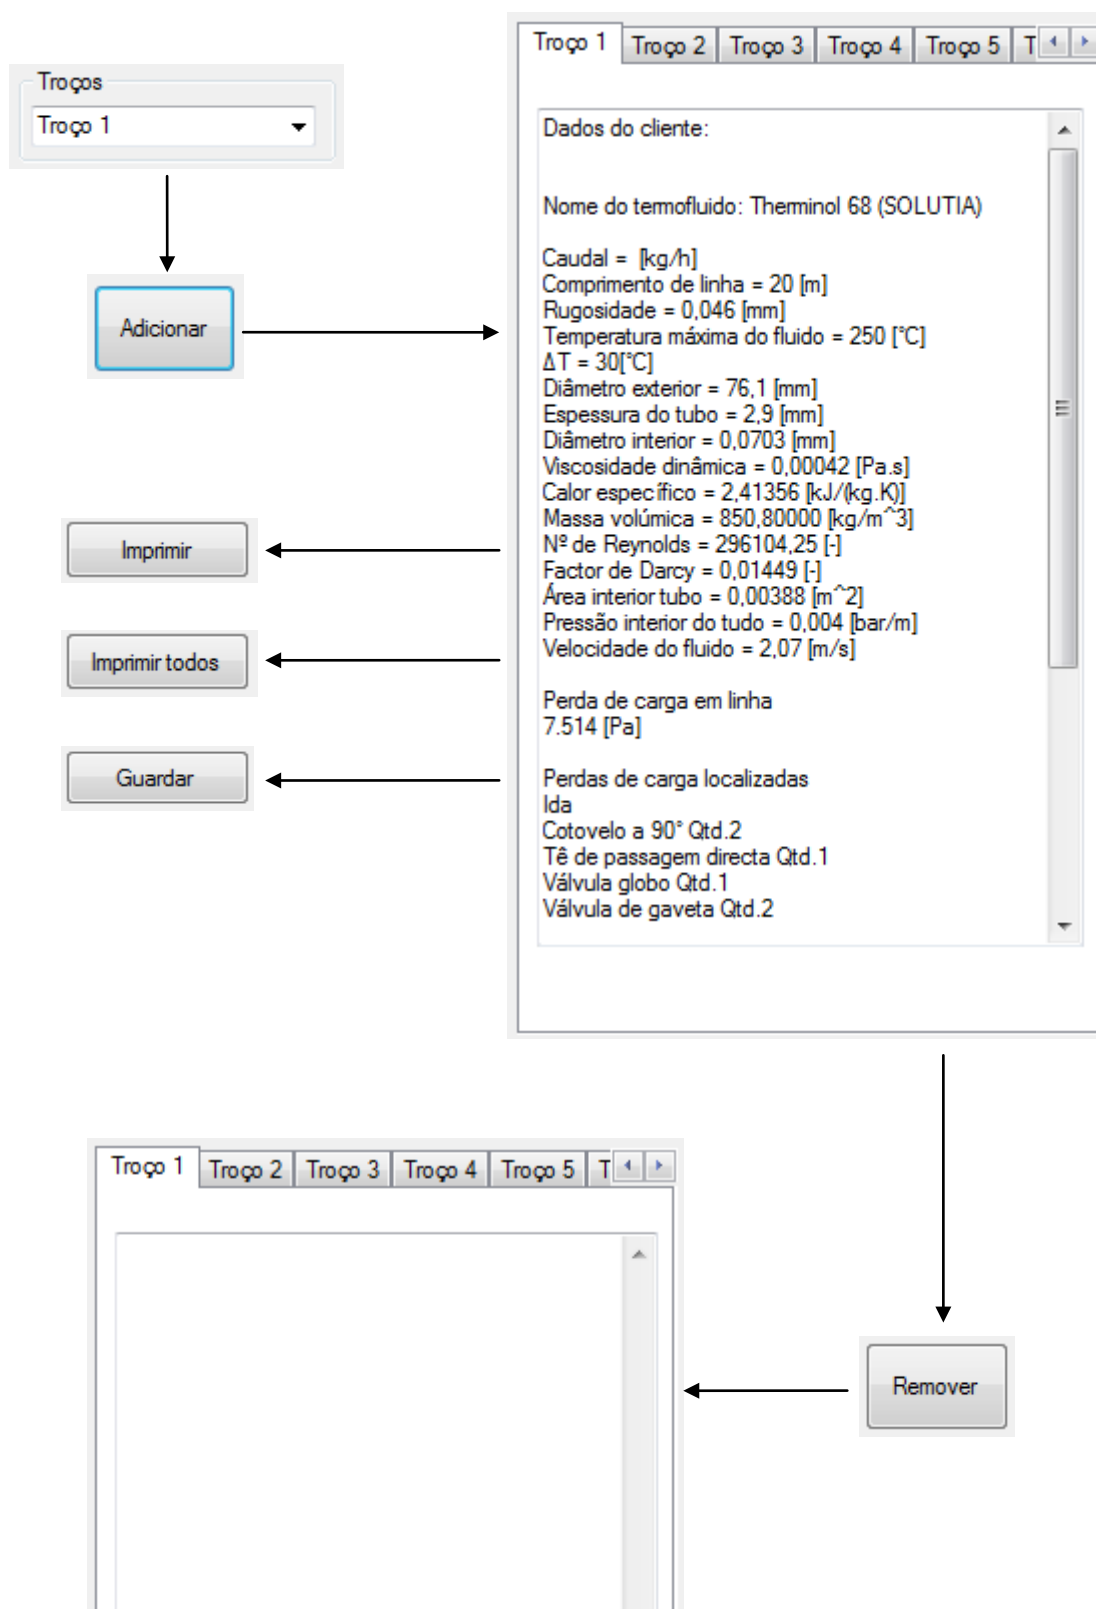 Troços
Troço 1
Adicionar
Imprimir
Imprimir todos
Guardar
Troço 1 Troço 2 Troço 3 Troço 4 Troço 5 T
Dados do cliente:
Nome do termofluido: Therminol 68 (SOLUTIA)
Caudal =  [kg/h]
Comprimento de linha = 20 [m]
Rugosidade = 0,046 [mm]
Temperatura máxima do fluido = 250 [°C]
ΔT = 30[°C]
Diâmetro exterior = 76,1 [mm]
Espessura do tubo = 2,9 [mm]
Diâmetro interior = 0,0703 [mm]
Viscosidade dinâmica = 0,00042 [Pa.s]
Calor específico = 2,41356 [kJ/(kg.K)]
Massa volúmica = 850,80000 [kg/m^3]
Nº de Reynolds = 296104,25 [-]
Factor de Darcy = 0,01449 [-]
Área interior tubo = 0,00388 [m^2]
Pressão interior do tudo = 0,004 [bar/m]
Velocidade do fluido = 2,07 [m/s]
Perda de carga em linha
7.514 [Pa]
Perdas de carga localizadas
Ida
Cotovelo a 90° Qtd.2
Tê de passagem directa Qtd.1
Válvula globo Qtd.1
Válvula de gaveta Qtd.2
Troço 1 Troço 2 Troço 3 Troço 4 Troço 5 T
Remover